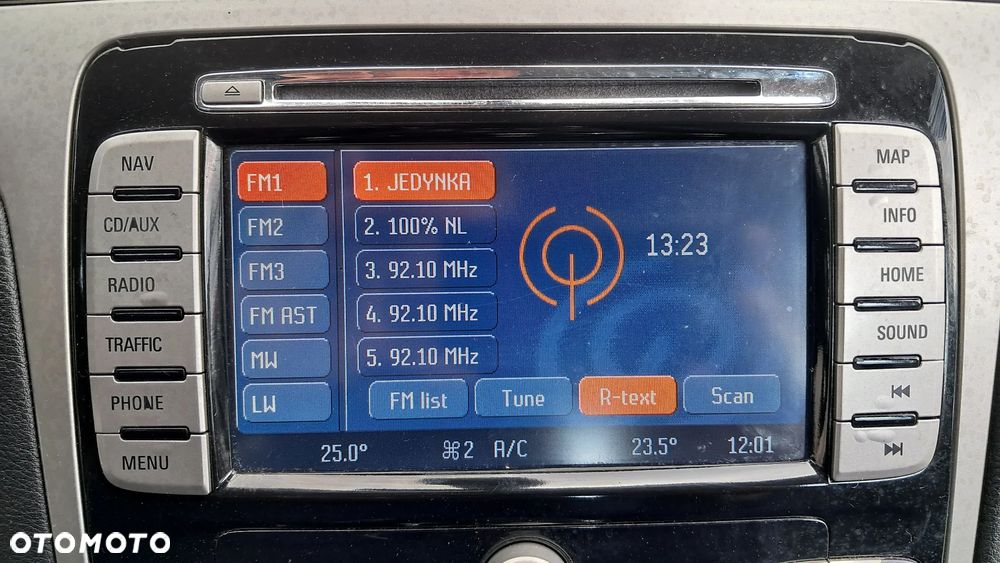 NAV
CD/AUX
RADIO
TRAFFIC
PHONE
MENU
FM1
FM2
FM3
FM AST
MW
LW
1. JEDYNKA
2. 100% NL
3. 92.10 MHz
4. 92.10 MHz
5. 92.10 MHz
13:23
FM list
Tune
R-text
Scan
25.0° 2 A/C 23.5° 12:01
MAP
INFO
HOME
SOUND
OTOMOTO